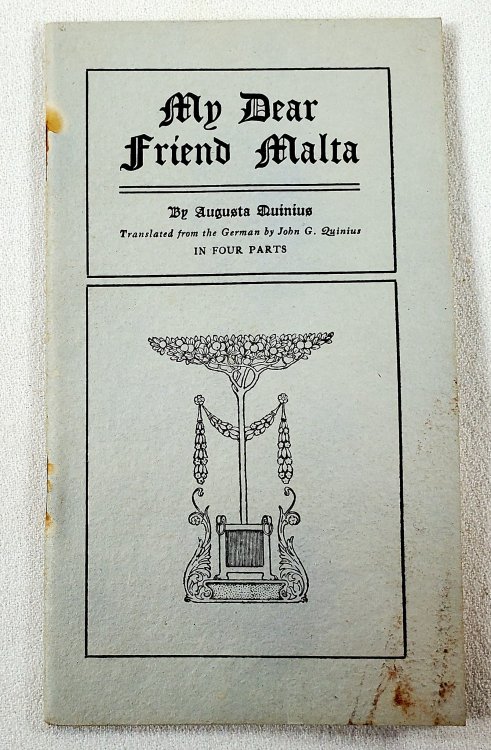 My Dear
Friend Malta
By Augusta Quinius
Translated from the German by John G. Quinius
IN FOUR PARTS